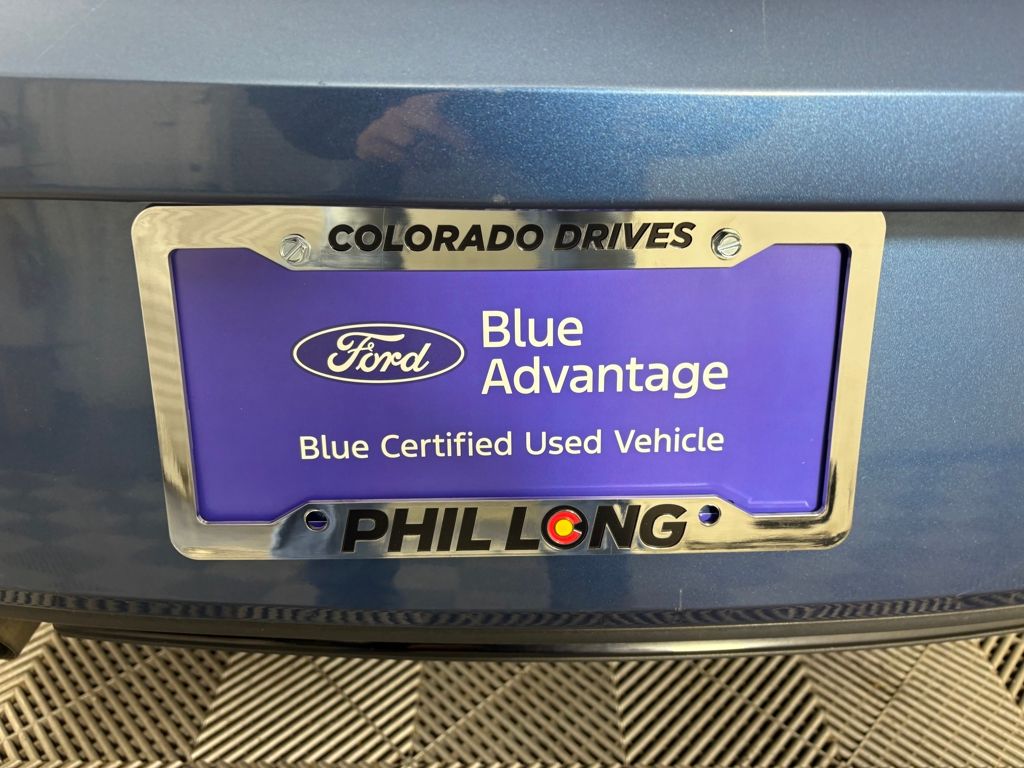 COLORADO DRIVES
Ford
Blue
Advantage
Blue Certified Used Vehicle
PHIL LONG